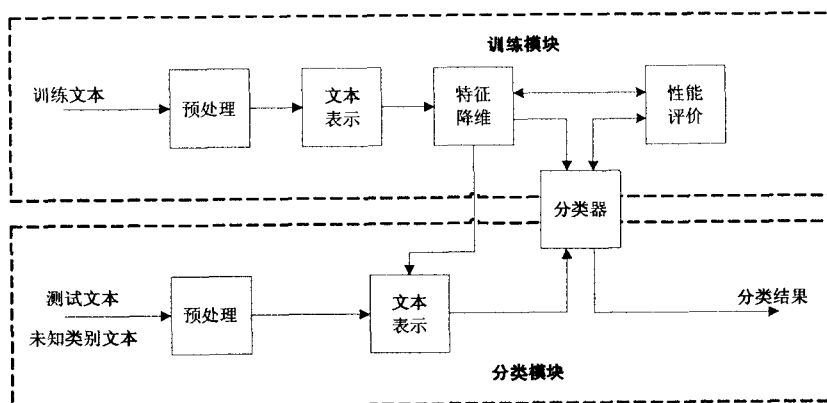 训练模块
训练文本
预处理
文本
表示
特征
降维
性能
评价
分类器
测试文本
未知类别文本
预处理
文本
表示
分类结果
分类模块